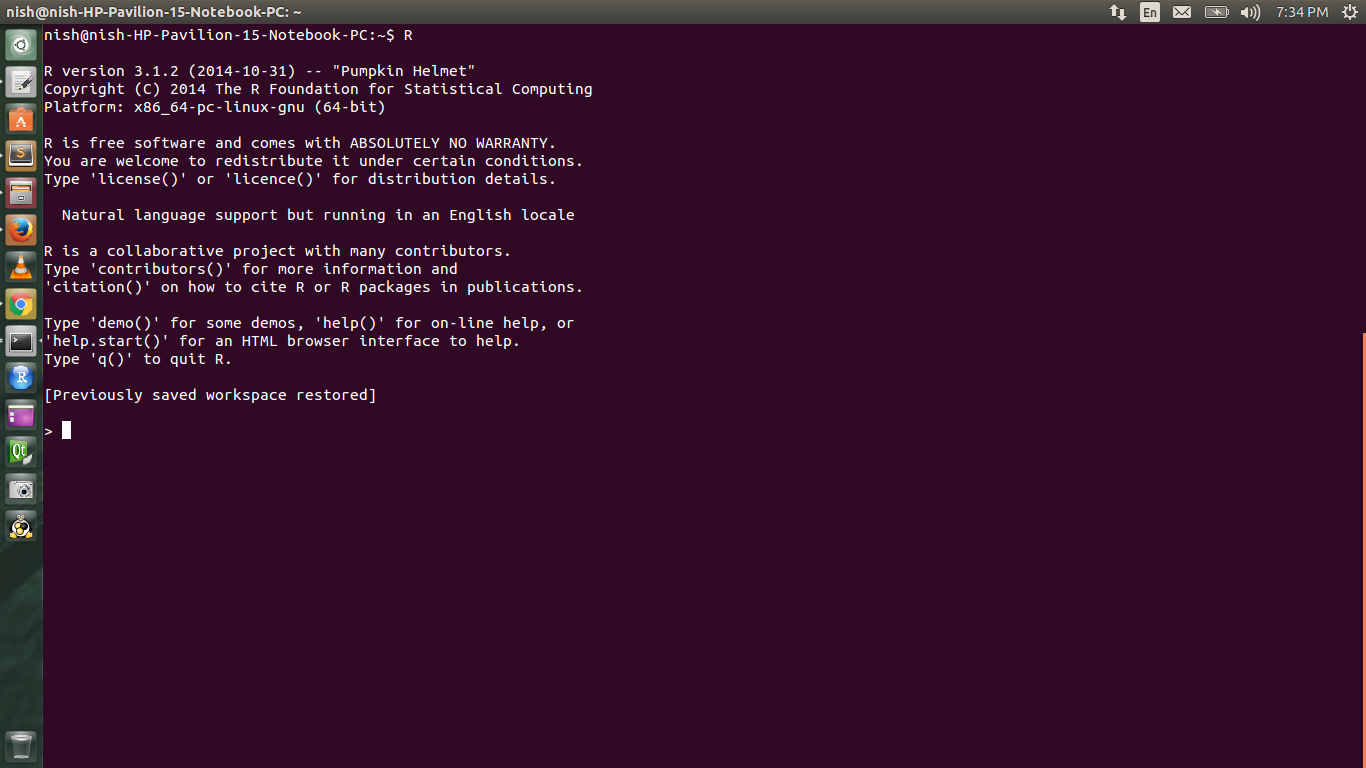 nish@nish-HP-Pavilion-15-Notebook-PC: ~
En
7:34 PM
nish@nish-HP-Pavilion-15-Notebook-PC:~$ R
R version 3.1.2 (2014-10-31) -- "Pumpkin Helmet"
Copyright (C) 2014 The R Foundation for Statistical Computing
Platform: x86_64-pc-linux-gnu (64-bit)
R is free software and comes with ABSOLUTELY NO WARRANTY.
You are welcome to redistribute it under certain conditions.
Type 'license()' or 'licence()' for distribution details.
Natural language support but running in an English locale
R is a collaborative project with many contributors.
Type 'contributors()' for more information and
'citation()' on how to cite R or R packages in publications.
Type 'demo()' for some demos, 'help()' for on-line help, or
'help.start()' for an HTML browser interface to help.
Type 'q()' to quit R.
[Previously saved workspace restored]
>
S
R
Qt